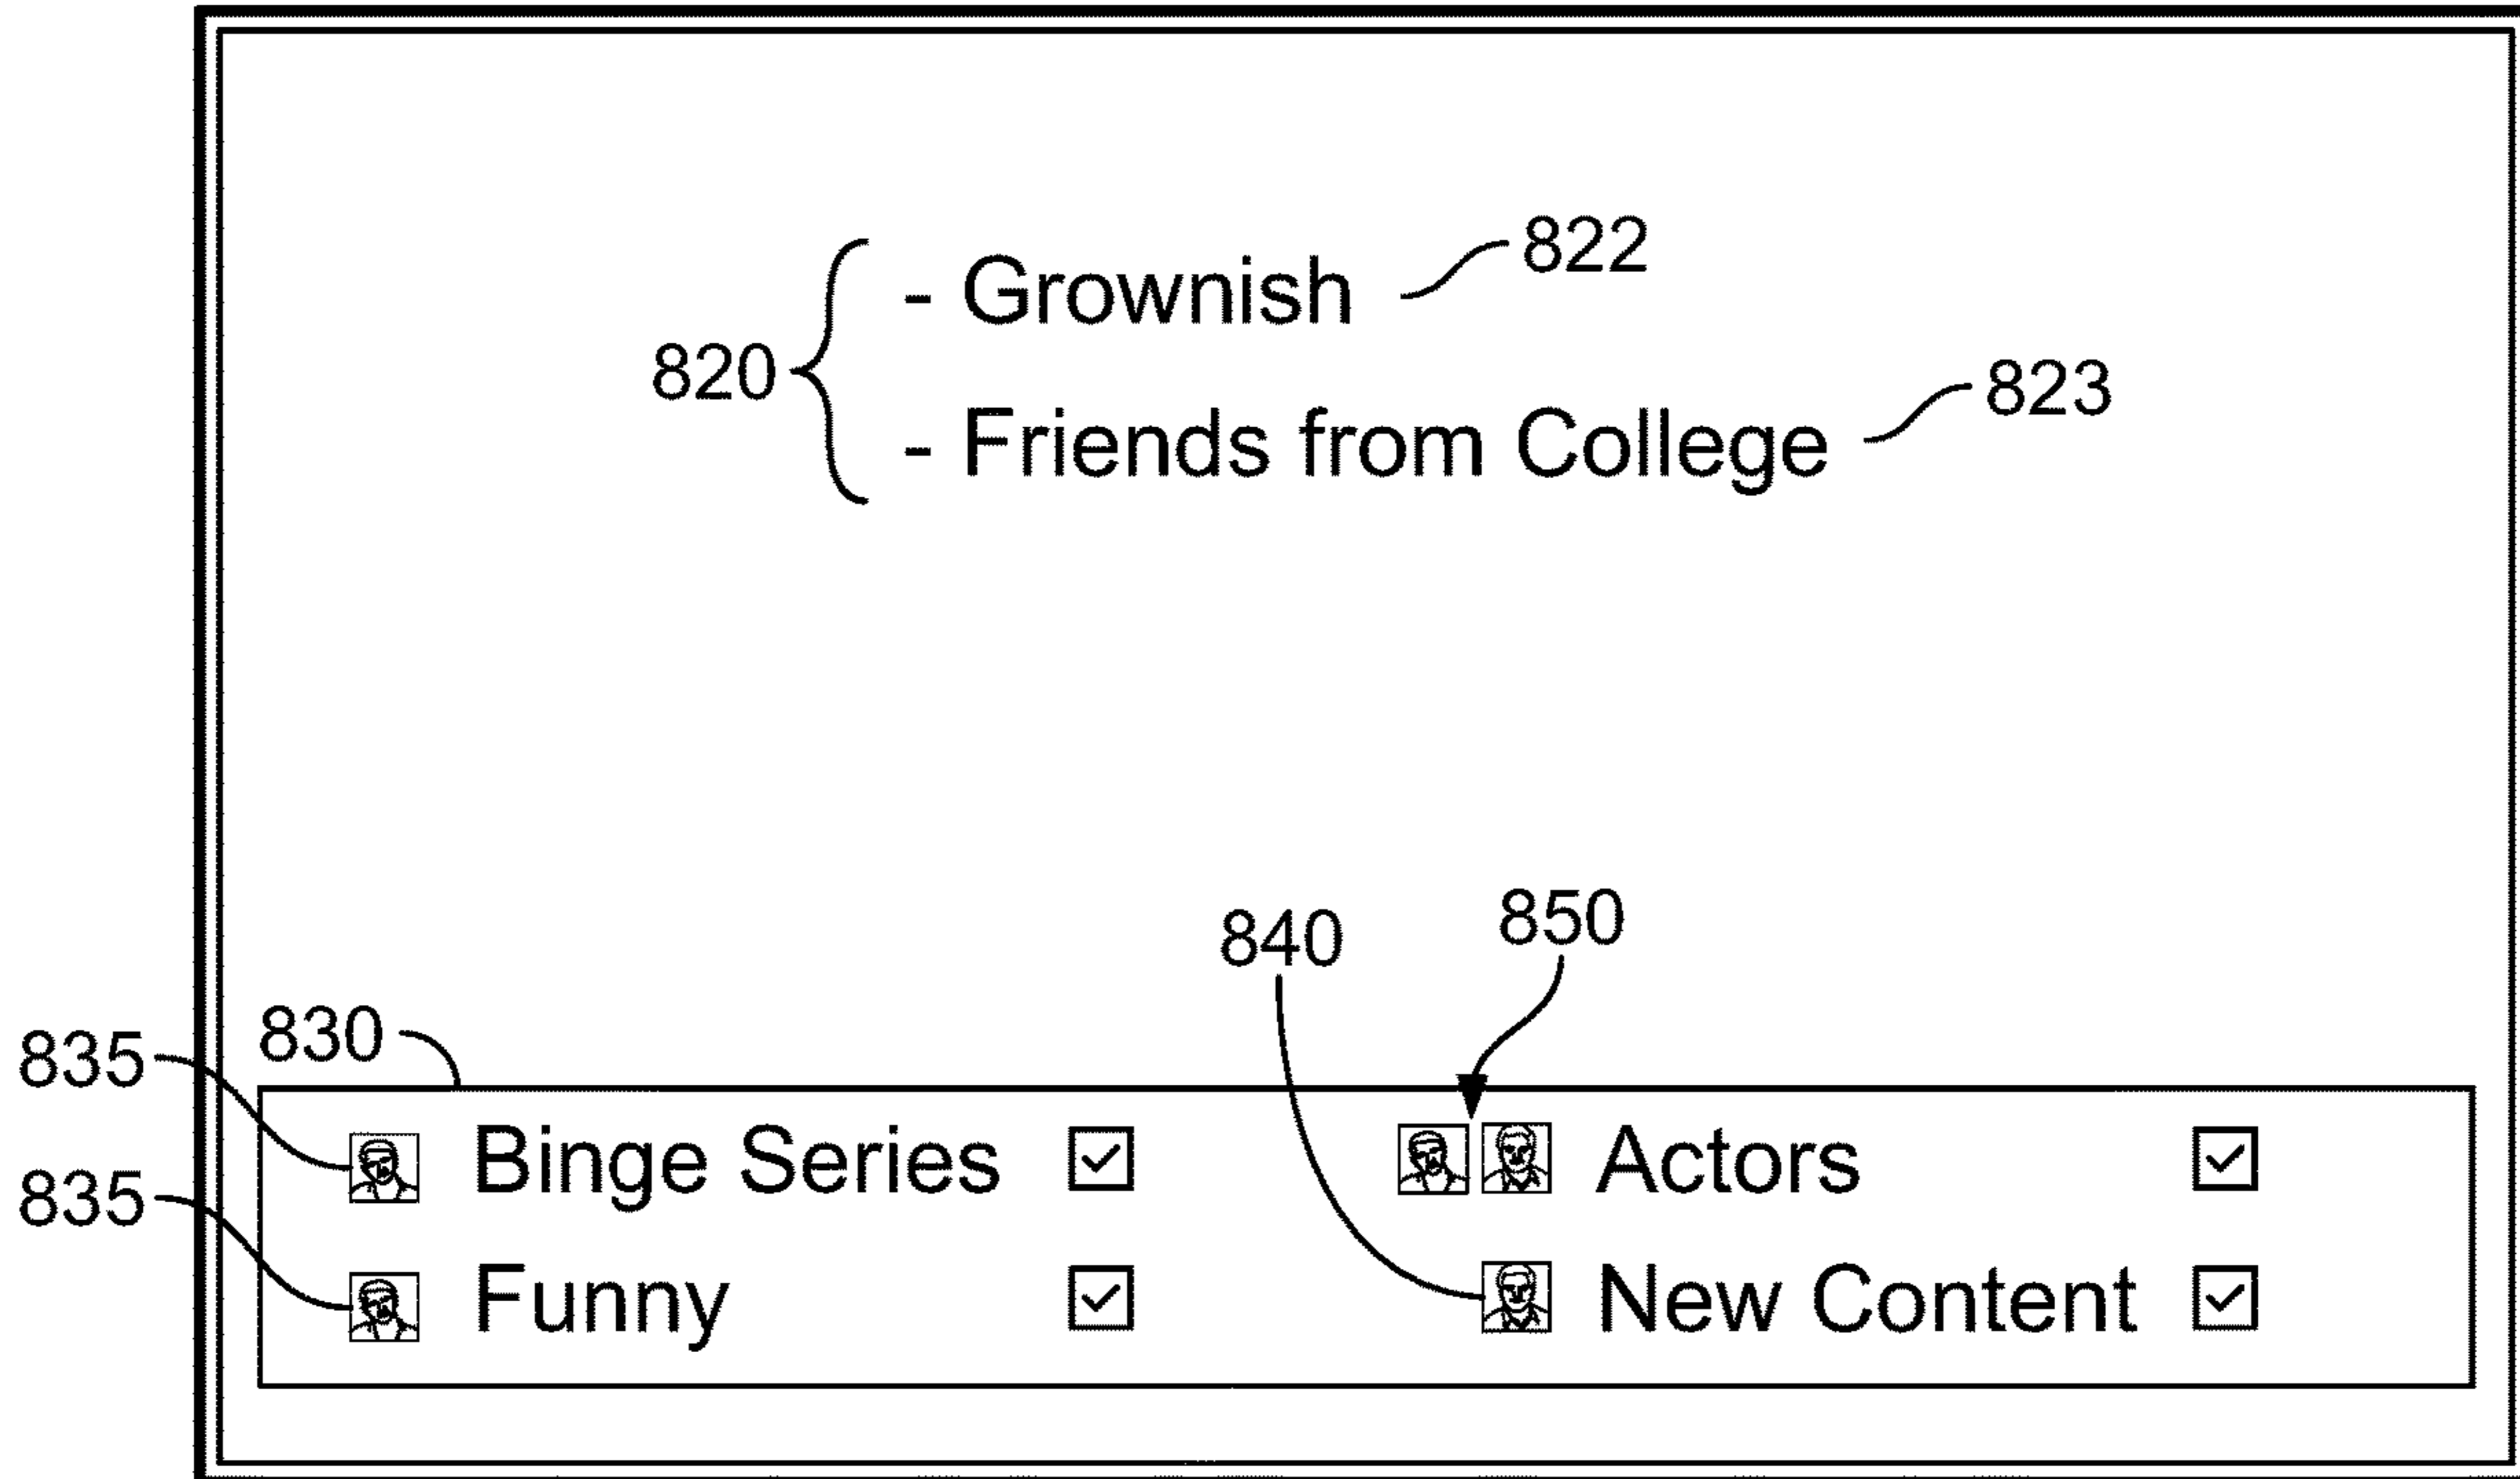 - Grownish 822
820
- Friends from College 823
840 850
835 830
Binge Series Actors
835
Funny New Content